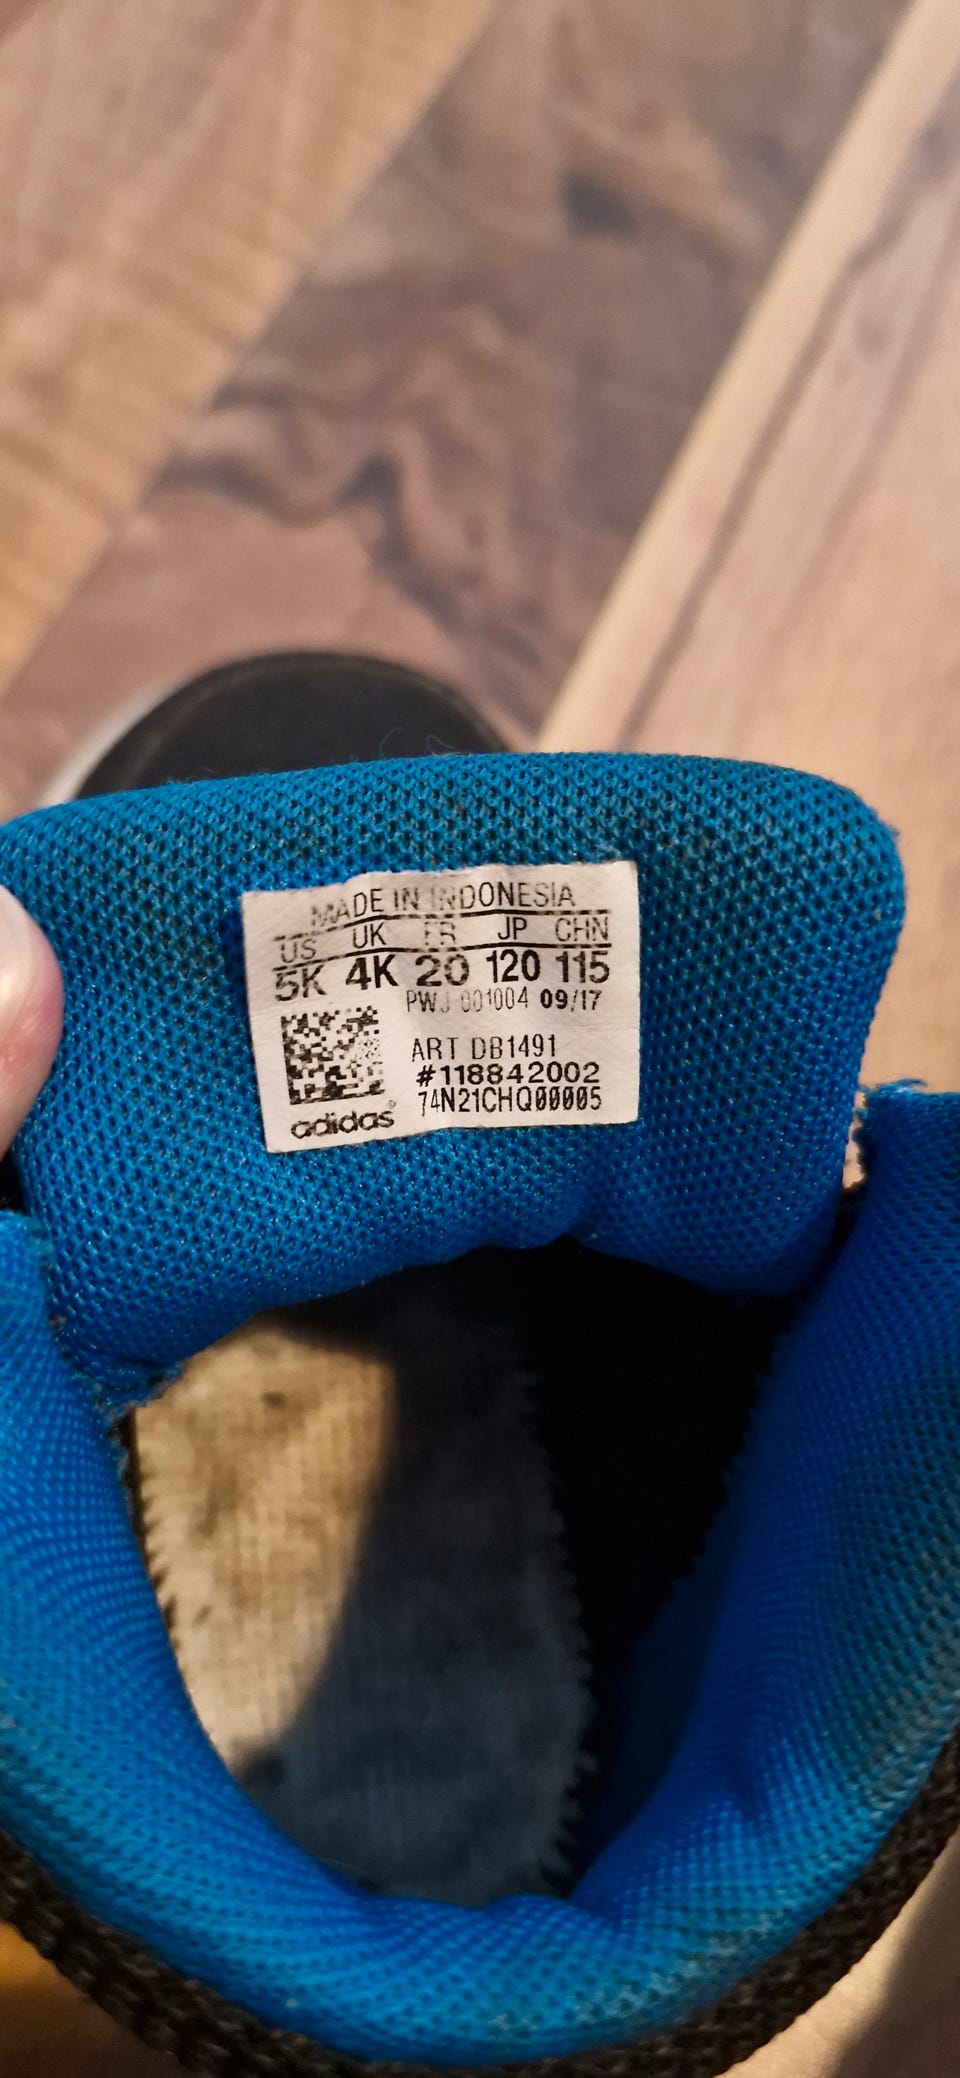 MADE IN INDONESIA
US UK FR JP CHN
5K 4K 20 120 115
PWJ 001004 09/17
ART DB1491
#118842002
74N21CHQ00005
adidas®